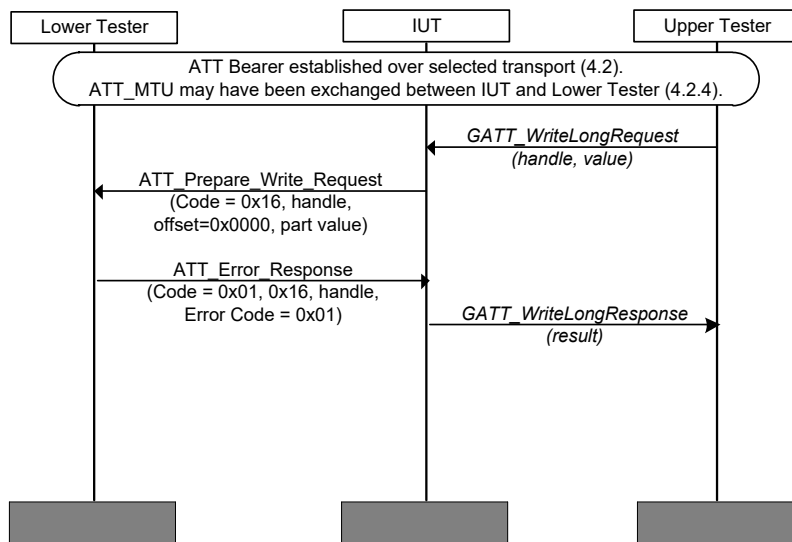 Lower Tester
IUT
Upper Tester
ATT Bearer established over selected transport (4.2).
ATT_MTU may have been exchanged between IUT and Lower Tester (4.2.4).
GATT_WriteLongRequest
(handle, value)
ATT_Prepare_Write_Request
(Code = 0x16, handle,
offset=0x0000, part value)
ATT_Error_Response
(Code = 0x01, 0x16, handle,
Error Code = 0x01)
GATT_WriteLongResponse
(result)